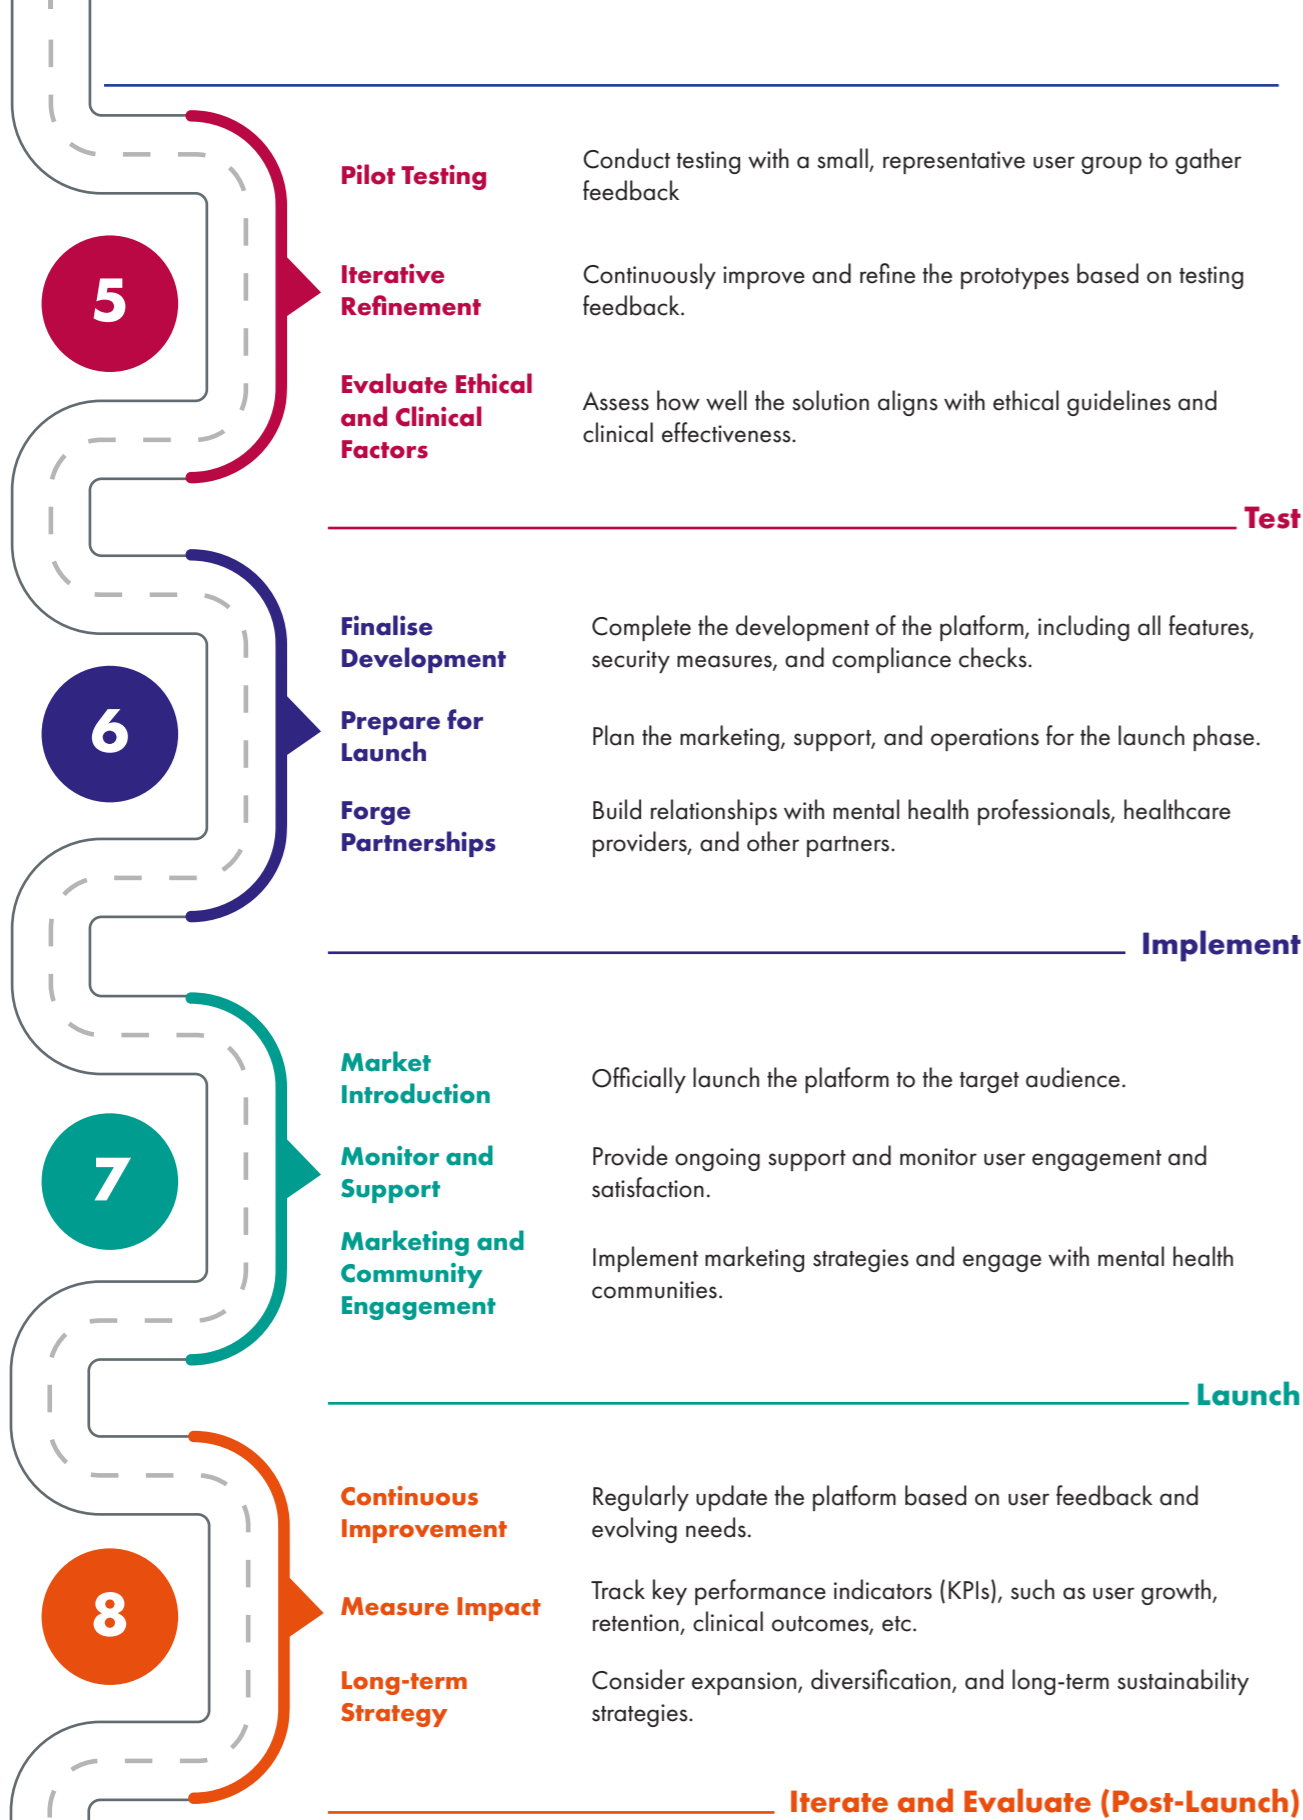 5
Pilot Testing
Conduct testing with a small, representative user group to gather
feedback
Iterative
Refinement
Continuously improve and refine the prototypes based on testing
feedback.
Evaluate Ethical
and Clinical
Factors
Assess how well the solution aligns with ethical guidelines and
clinical effectiveness.
Test
6
Finalise
Development
Complete the development of the platform, including all features,
security measures, and compliance checks.
Prepare for
Launch
Plan the marketing, support, and operations for the launch phase.
Forge
Partnerships
Build relationships with mental health professionals, healthcare
providers, and other partners.
Implement
7
Market
Introduction
Officially launch the platform to the target audience.
Monitor and
Support
Provide ongoing support and monitor user engagement and
satisfaction.
Marketing and
Community
Engagement
Implement marketing strategies and engage with mental health
communities.
Launch
8
Continuous
Improvement
Regularly update the platform based on user feedback and
evolving needs.
Measure Impact
Track key performance indicators (KPIs), such as user growth,
retention, clinical outcomes, etc.
Long-term
Strategy
Consider expansion, diversification, and long-term sustainability
strategies.
Iterate and Evaluate (Post-Launch)